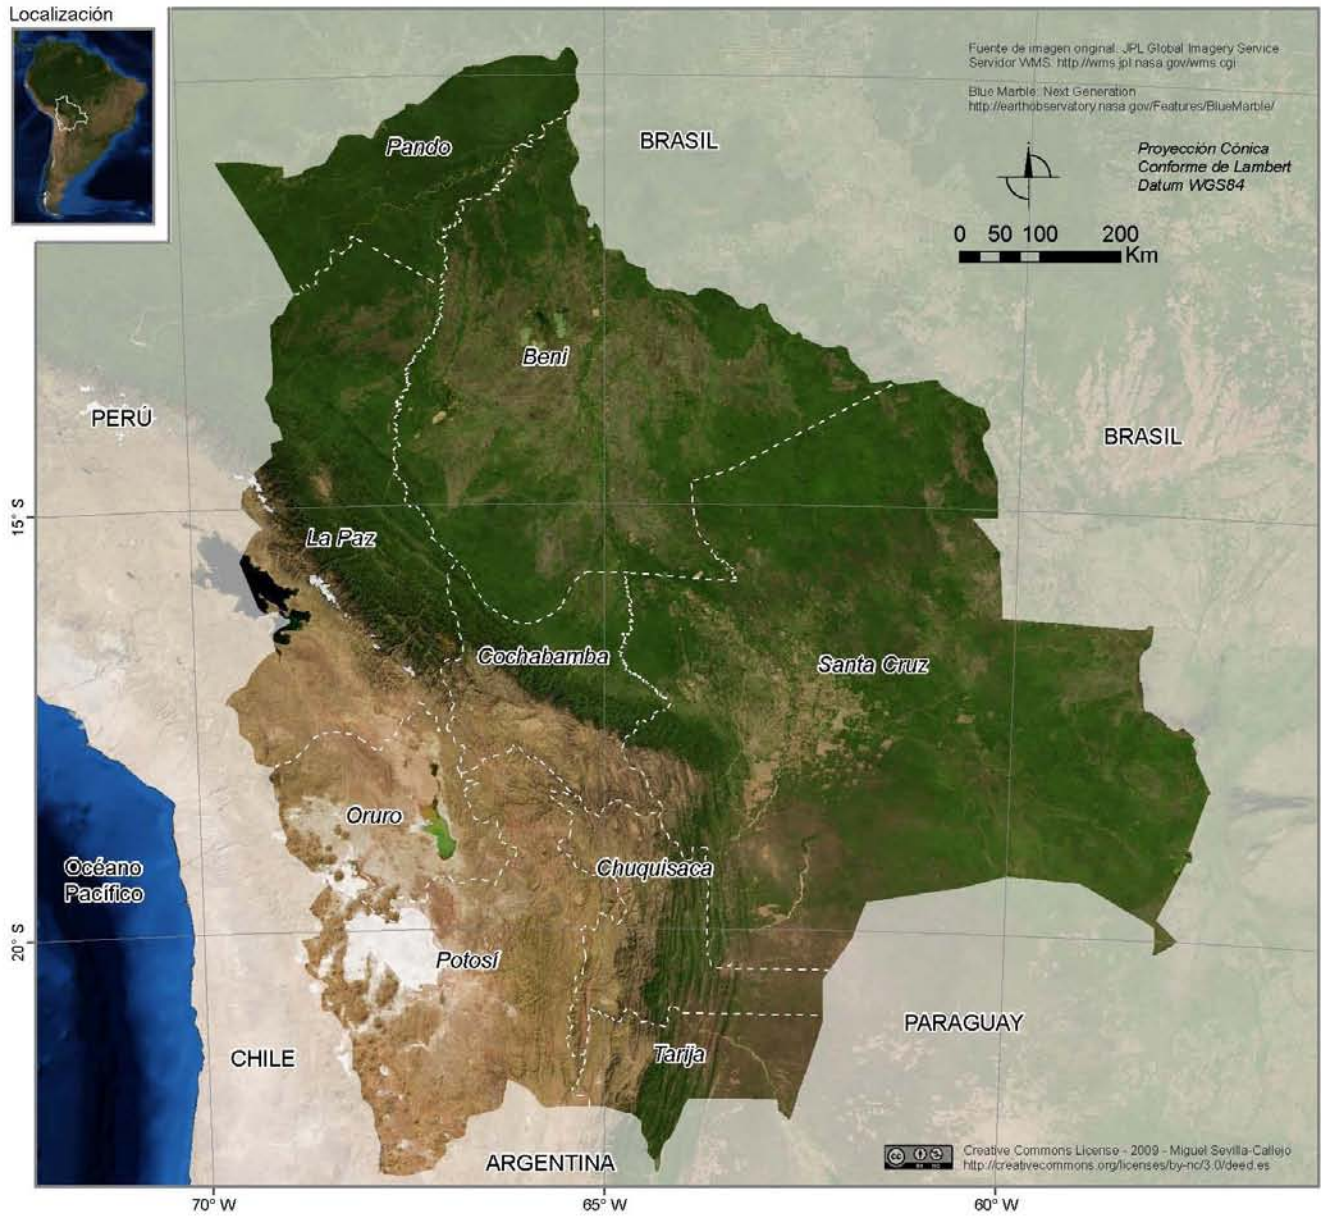 Localización
Fuente de imagen original: JPL Global Imagery Service
Servidor WMS: http://wms.jpl.nasa.gov/wms.cgi
Blue Marble: Next Generation
http://earthobservatory.nasa.gov/Features/BlueMarble/
Proyección Cónica
Conforme de Lambert
Datum WGS84
0 50 100 200
Km
BRASIL
Pando
Beni
PERÚ
BRASIL
15° S
La Paz
Cochabamba
Santa Cruz
Oruro
Océano
Pacífico
Chuquisaca
20° S
Potosí
PARAGUAY
CHILE
Tarija
ARGENTINA
Creative Commons License - 2009 - Miguel Sevilla-Callejo
http://creativecommons.org/licenses/by-nc/3.0/deed.es
70° W
65° W
60° W